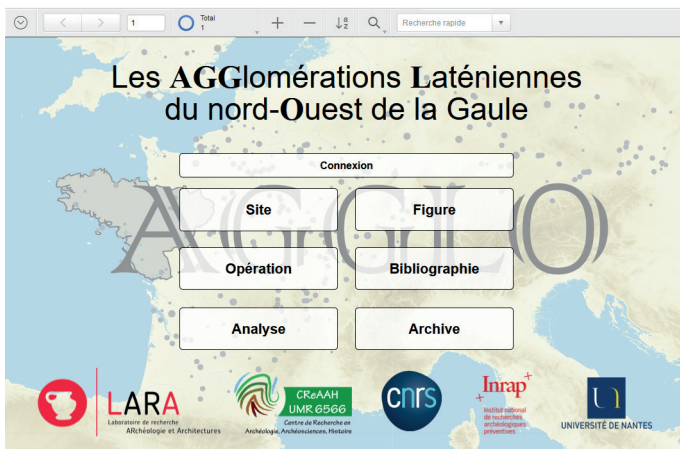 1
Total
1
Recherche rapide
Les AGGlomérations Laténiennes
du nord-Ouest de la Gaule
Connexion
AGGLO
Site
Figure
Opération
Bibliographie
Analyse
Archive
LARA
Laboratoire de recherche
ARchéologie et Architectures
CReAAH
UMR 6566
Centre de Recherche en
Archéologie, Archéosciences, Histoire
cnrs
Inrap
Institut national
de recherches
archéologiques
préventives
UNIVERSITÉ DE NANTES